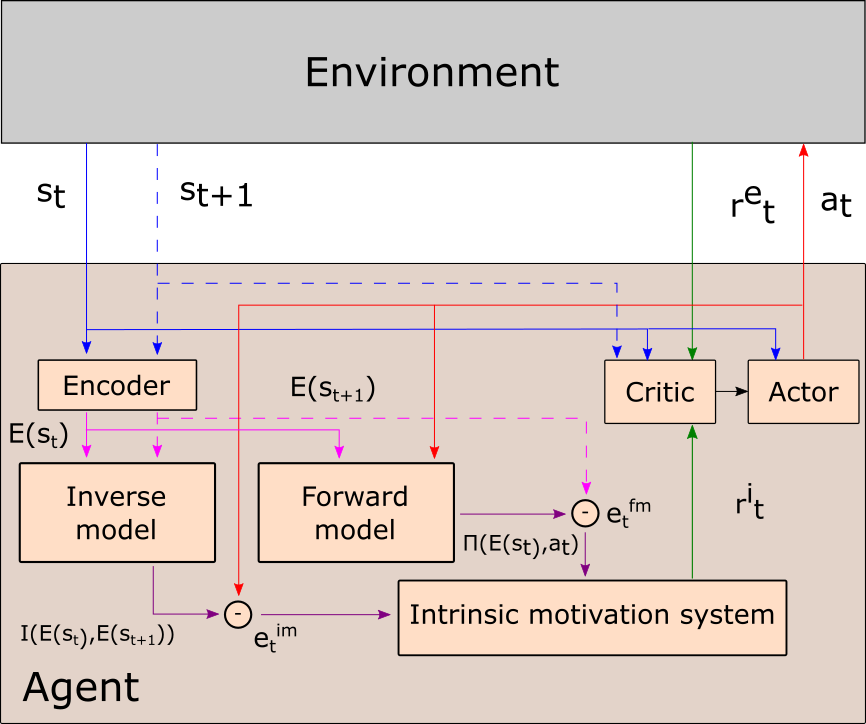 Environment
s_t
s_{t+1}
r^e_t
a_t
Encoder
E(s_{t+1})
Critic
Actor
E(s_t)
Inverse
model
Forward
model
-
e_t^{fm}
r^i_t
Π(E(s_t),a_t)
I(E(s_t),E(s_{t+1}))
-
e_t^{im}
Intrinsic motivation system
Agent